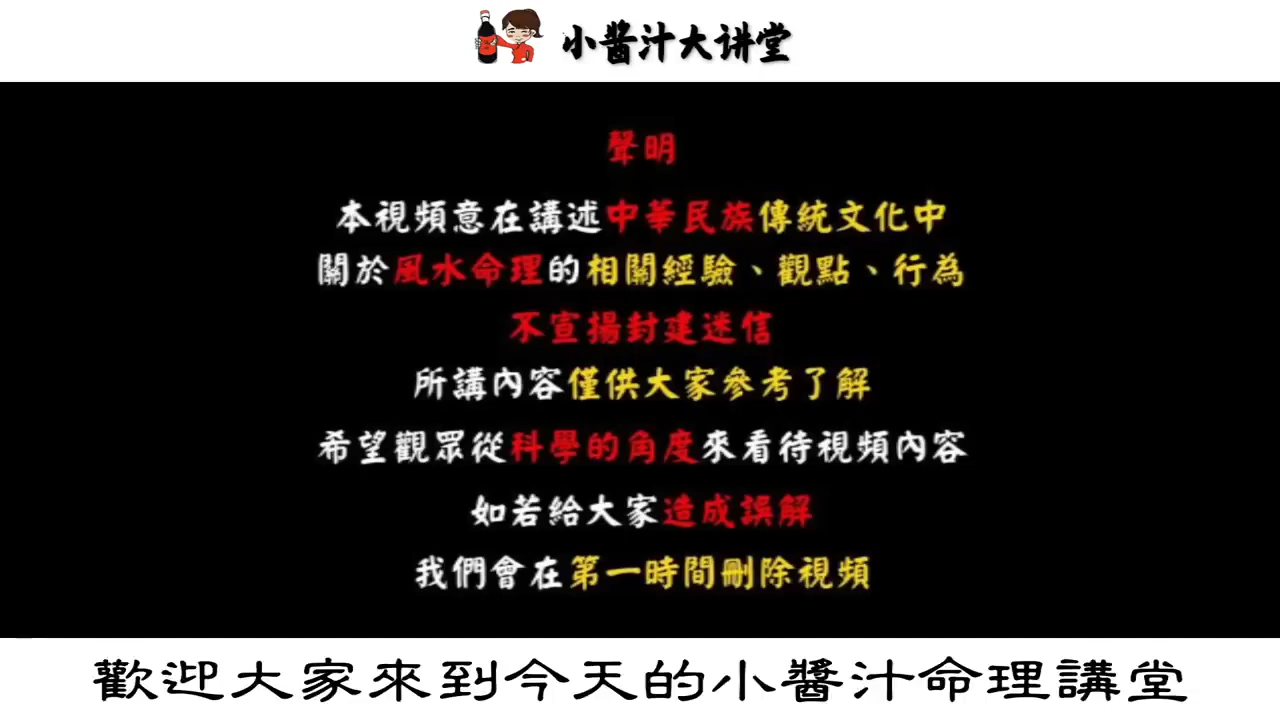 小醬汁大讲堂
聲明
本視頻意在講述中華民族傳統文化中
關於風水命理的相關經驗、觀點、行為
不宣揚封建迷信
所講內容僅供大家參考了解
希望觀眾從科學的角度來看待視頻內容
如若給大家造成誤解
我們會在第一時間刪除視頻
歡迎大家來到今天的小醬汁命理講堂